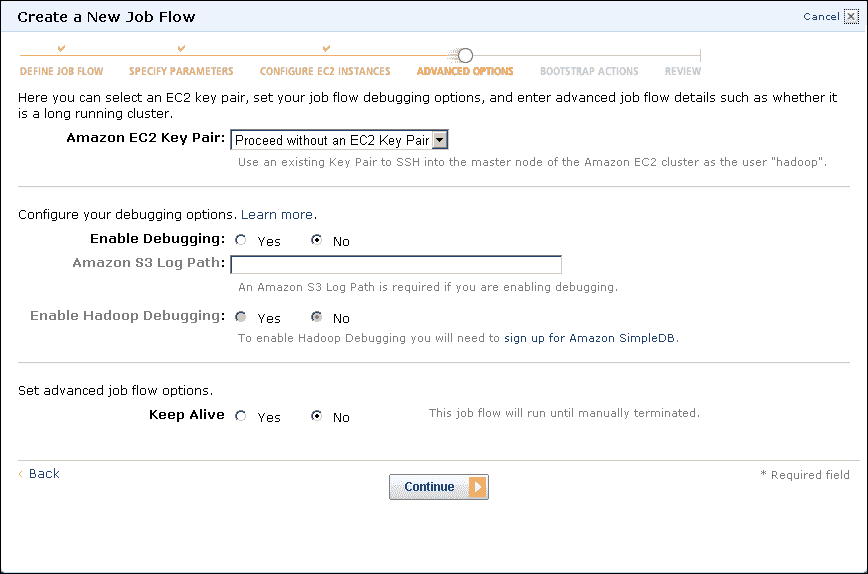 Create a New Job Flow
Cancel
DEFINE JOB FLOW SPECIFY PARAMETERS CONFIGURE EC2 INSTANCES ADVANCED OPTIONS BOOTSTRAP ACTIONS REVIEW
Here you can select an EC2 key pair, set your job flow debugging options, and enter advanced job flow details such as whether it
is a long running cluster.
Amazon EC2 Key Pair: Proceed without an EC2 Key Pair
Use an existing Key Pair to SSH into the master node of the Amazon EC2 cluster as the user "hadoop".
Configure your debugging options. Learn more.
Enable Debugging: Yes No
Amazon S3 Log Path:
An Amazon S3 Log Path is required if you are enabling debugging.
Enable Hadoop Debugging: Yes No
To enable Hadoop Debugging you will need to sign up for Amazon SimpleDB.
Set advanced job flow options.
Keep Alive Yes No This job flow will run until manually terminated.
‹ Back
Continue
* Required field